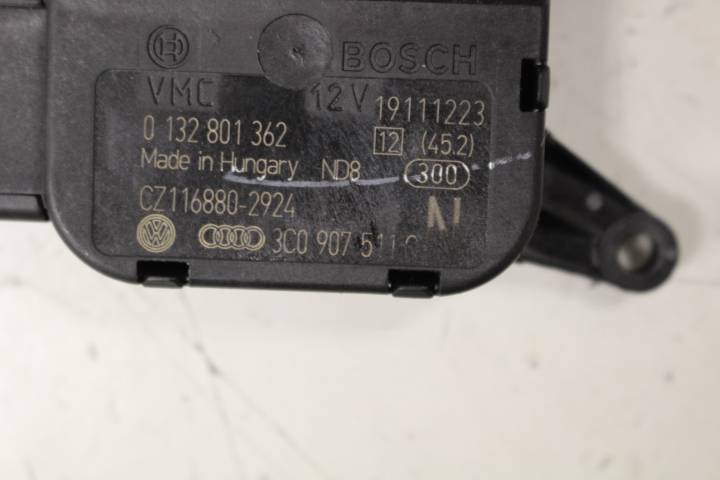 BOSCH
VMC 12V 19111223
0 132 801 362 12 (45.2)
Made in Hungary ND8 300
CZ116880-2924
3C0 907 511